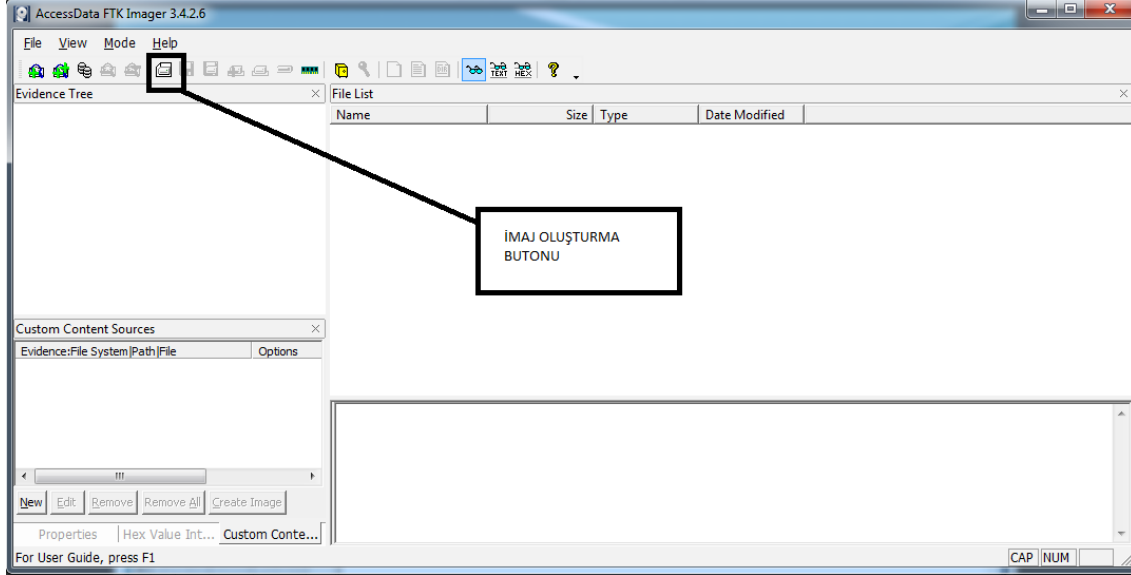 AccessData FTK Imager 3.4.2.6
File View Mode Help
TEXT HEX
Evidence Tree
File List
Name Size Type Date Modified
İMAJ OLUŞTURMA
BUTONU
Custom Content Sources
Evidence:File System|Path|File Options
New Edit Remove Remove All Create Image
Properties Hex Value Int... Custom Conte...
For User Guide, press F1
CAP NUM